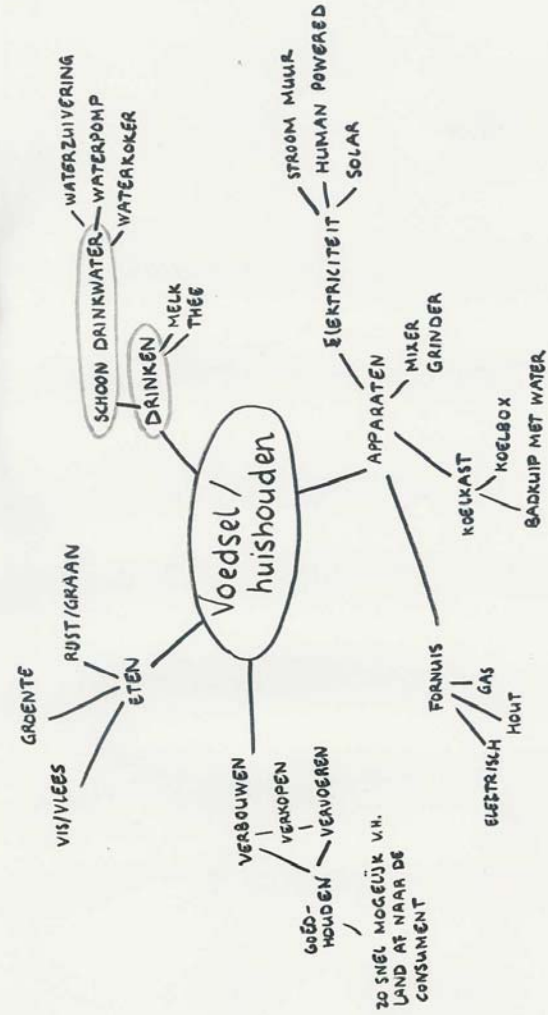 Voedsel /
huishouden
ETEN
VIS/VLEES
GROENTE
RIJST/GRAAN
DRINKEN
MELK
THEE
SCHOON DRINKWATER
WATERZUIVERING
WATERPOMP
WATERKOKER
APPARATEN
ELEKTRICITEIT
STROOM MUUR
HUMAN POWERED
SOLAR
MIXER
GRINDER
KOELKAST
KOELBOX
BADKUIP MET WATER
FORNUIS
GAS
HOUT
ELEKTRISCH
VERBOUWEN
VERKOPEN
VERVOEREN
GOED-
HOUDEN
ZO SNEL MOGELIJK V.H.
LAND AF NAAR DE
CONSUMENT